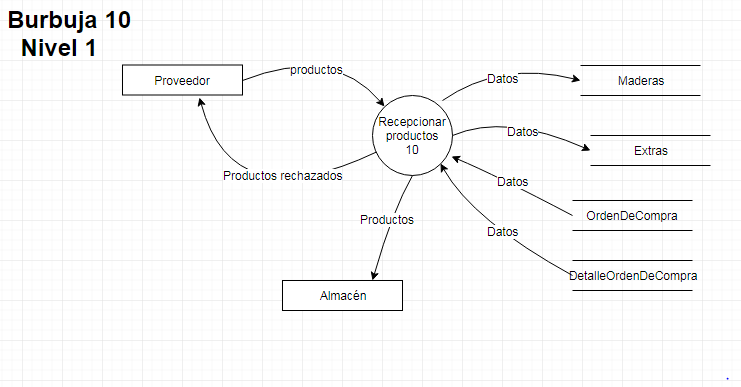 Burbuja 10
Nivel 1
Proveedor
productos
Recepcionar
productos
10
Datos
Maderas
Datos
Extras
Productos rechazados
Datos
OrdenDeCompra
Productos
Datos
DetalleOrdenDeCompra
Almacén